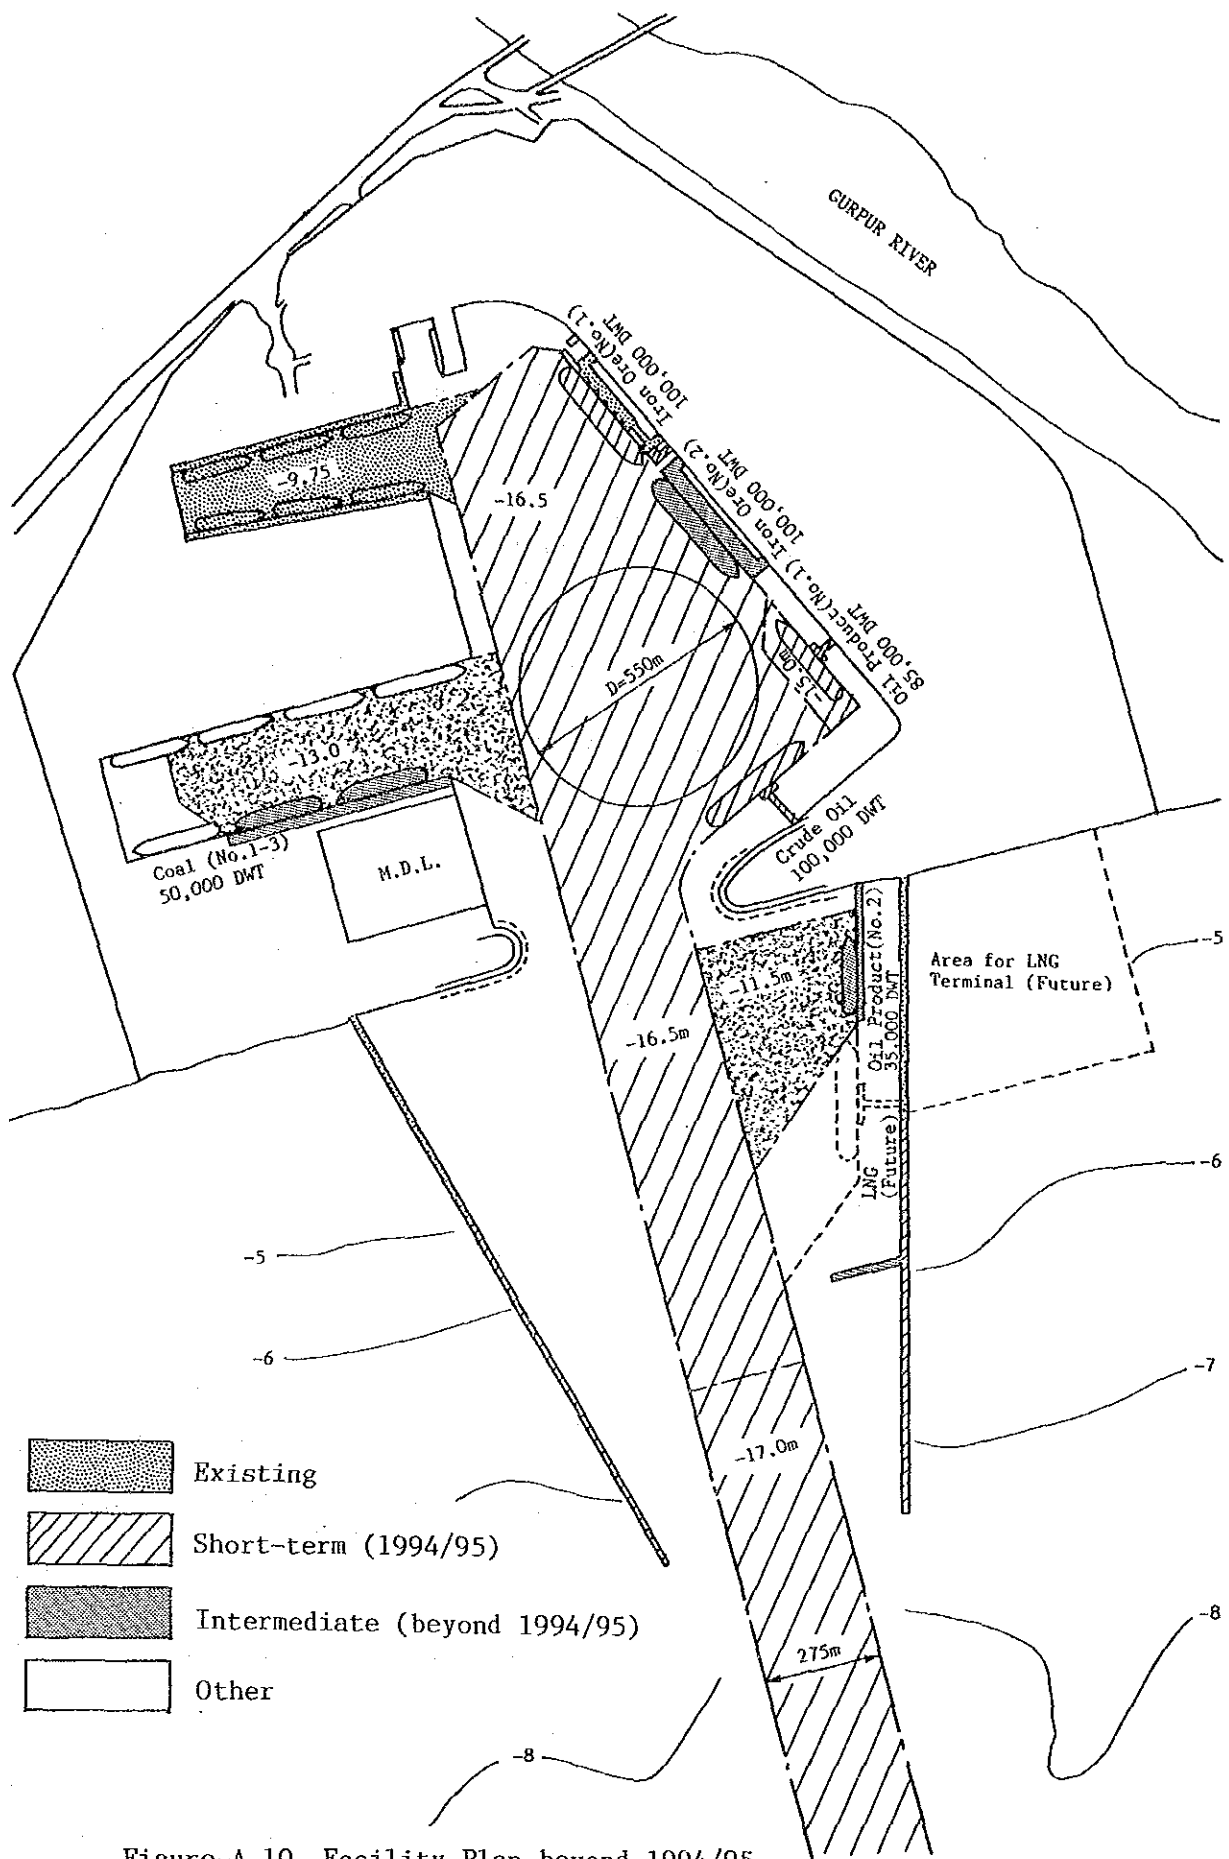 GURPUR RIVER
Iron Ore(No.1)
100,000 DWT
Iron Ore(No.2)
100,000 DWT
Oil Product(No.1)
85,000 DWT
-9.75
-16.5
D=550m
-15.0m
-13.0
Coal (No.1-3)
50,000 DWT
M.D.L.
Crude Oil
100,000 DWT
-11.5m
Oil Product(No.2)
35.000 DWT
Area for LNG
Terminal (Future)
-5
-16.5m
LNG
(Future)
-6
-5
-6
-7
-17.0m
Existing
Short-term (1994/95)
Intermediate (beyond 1994/95)
Other
-8
275m
-8
Figure A.10 Facility Plan beyond 1994/95